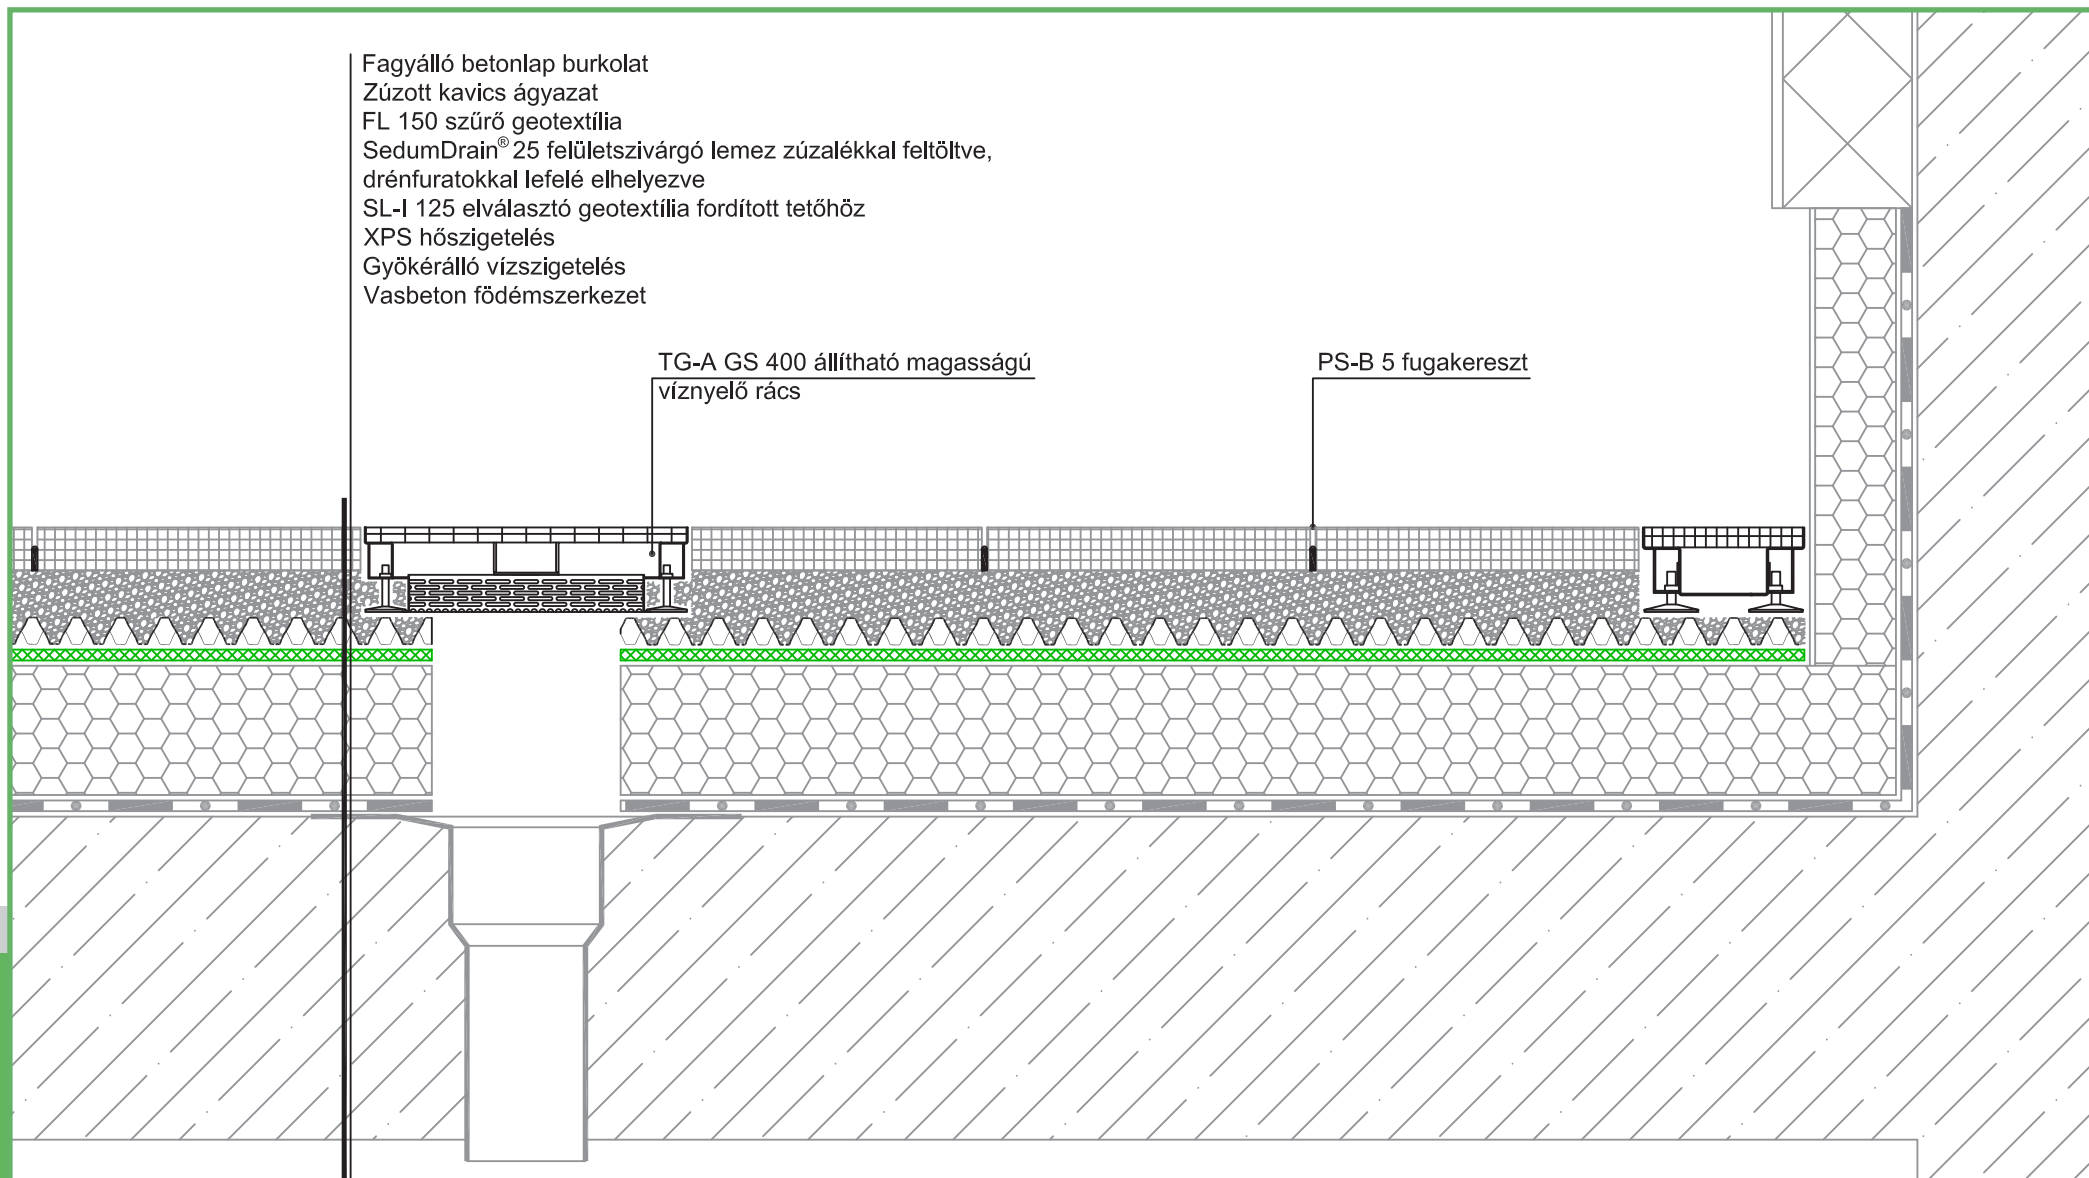 Fagyálló betonlap burkolat
Zúzott kavics ágyazat
FL 150 szűrő geotextília
SedumDrain® 25 felületszivárgó lemez zúzalékkal feltöltve,
drénfuratokkal lefelé elhelyezve
SL-I 125 elválasztó geotextília fordított tetőhöz
XPS hőszigetelés
Gyökérálló vízszigetelés
Vasbeton födémszerkezet
TG-A GS 400 állítható magasságú
víznyelő rács
PS-B 5 fugakereszt